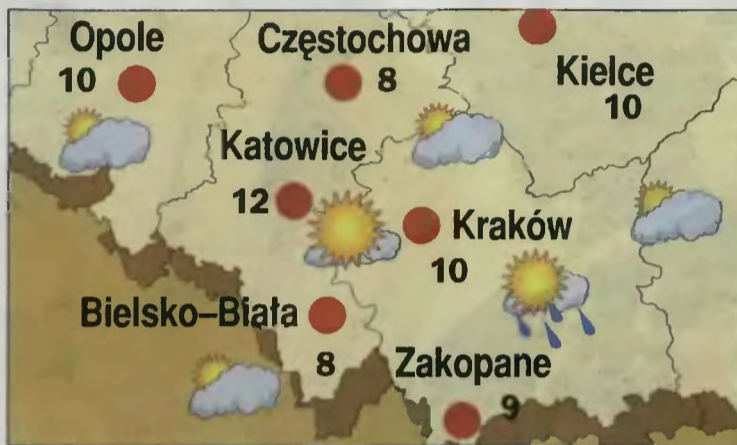 Opole
10
Częstochowa
8
Kielce
10
Katowice
12
Kraków
10
Bielsko–Biała
8
Zakopane
9